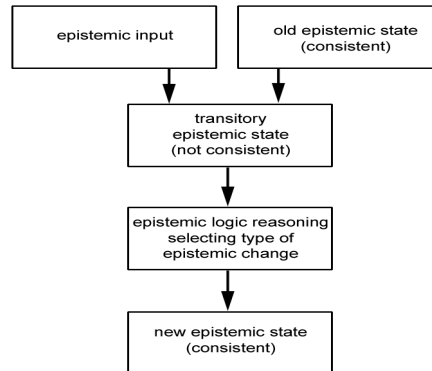 epistemic input
old epistemic state
(consistent)
transitory
epistemic state
(not consistent)
epistemic logic reasoning
selecting type of
epistemic change
new epistemic state
(consistent)